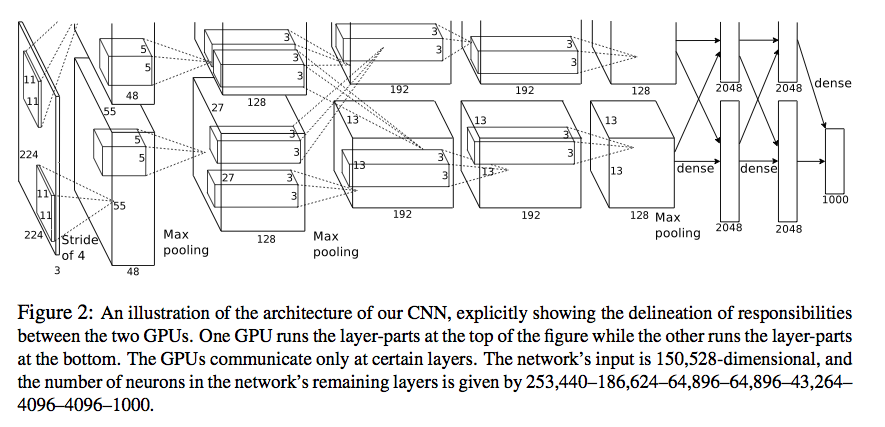 5 3 3 3
5 3 3 3
11 3
11 48 27 128 192 192 128 2048 2048 dense
55
224 5 3 13 13 3 13
5 3 3 3
27 3 13 3 13 13 dense dense
11 3
11 55 192 192 128 Max pooling 2048 2048 1000
224 Stride of 4 Max pooling 128 Max pooling
3 48
Figure 2: An illustration of the architecture of our CNN, explicitly showing the delineation of responsibilities
between the two GPUs. One GPU runs the layer-parts at the top of the figure while the other runs the layer-parts
at the bottom. The GPUs communicate only at certain layers. The network's input is 150,528-dimensional, and
the number of neurons in the network's remaining layers is given by 253,440–186,624–64,896–64,896–43,264–
4096–4096–1000.